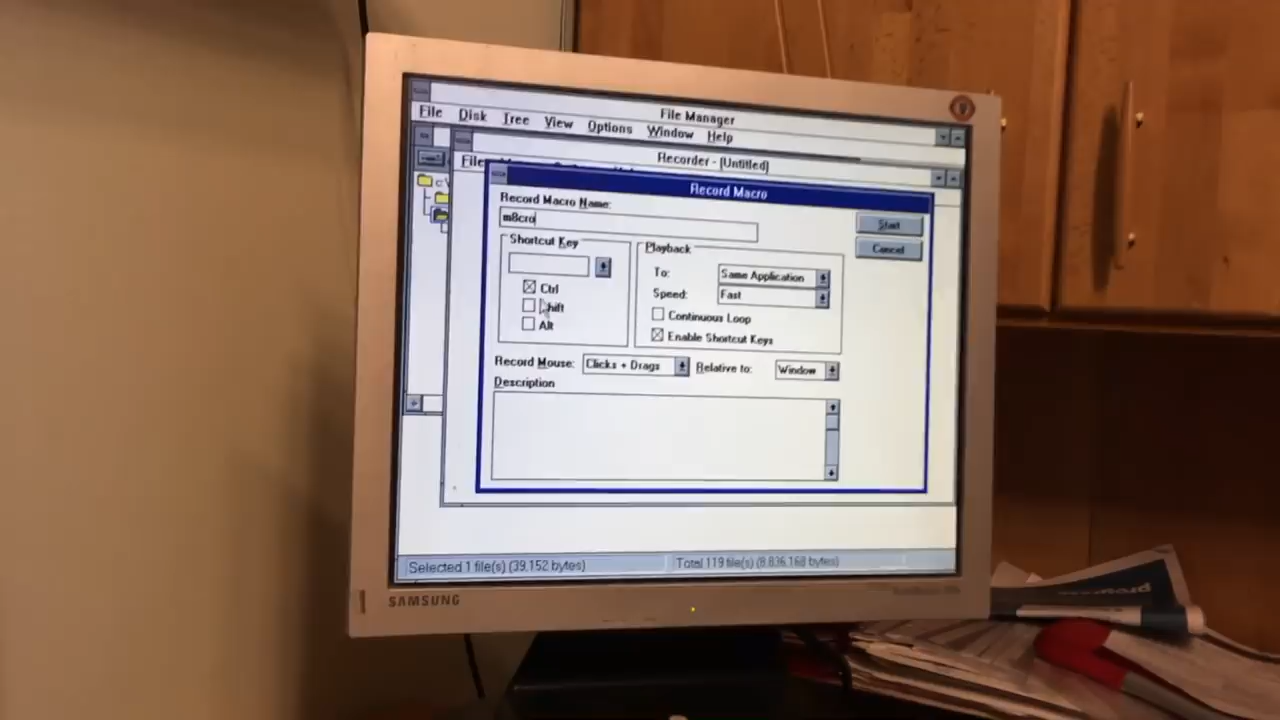 File Manager
File Disk Tree View Options Window Help
Recorder - (Untitled)
File
Record Macro
Record Macro Name:
m8cro
Start
Cancel
Shortcut Key
Ctrl
Shift
Alt
Playback
To: Same Application
Speed: Fast
Continuous Loop
Enable Shortcut Keys
Record Mouse: Clicks + Drags Relative to: Window
Description
Selected 1 file(s) (39.152 bytes) Total 119 file(s) (8.836.168 bytes)
SAMSUNG